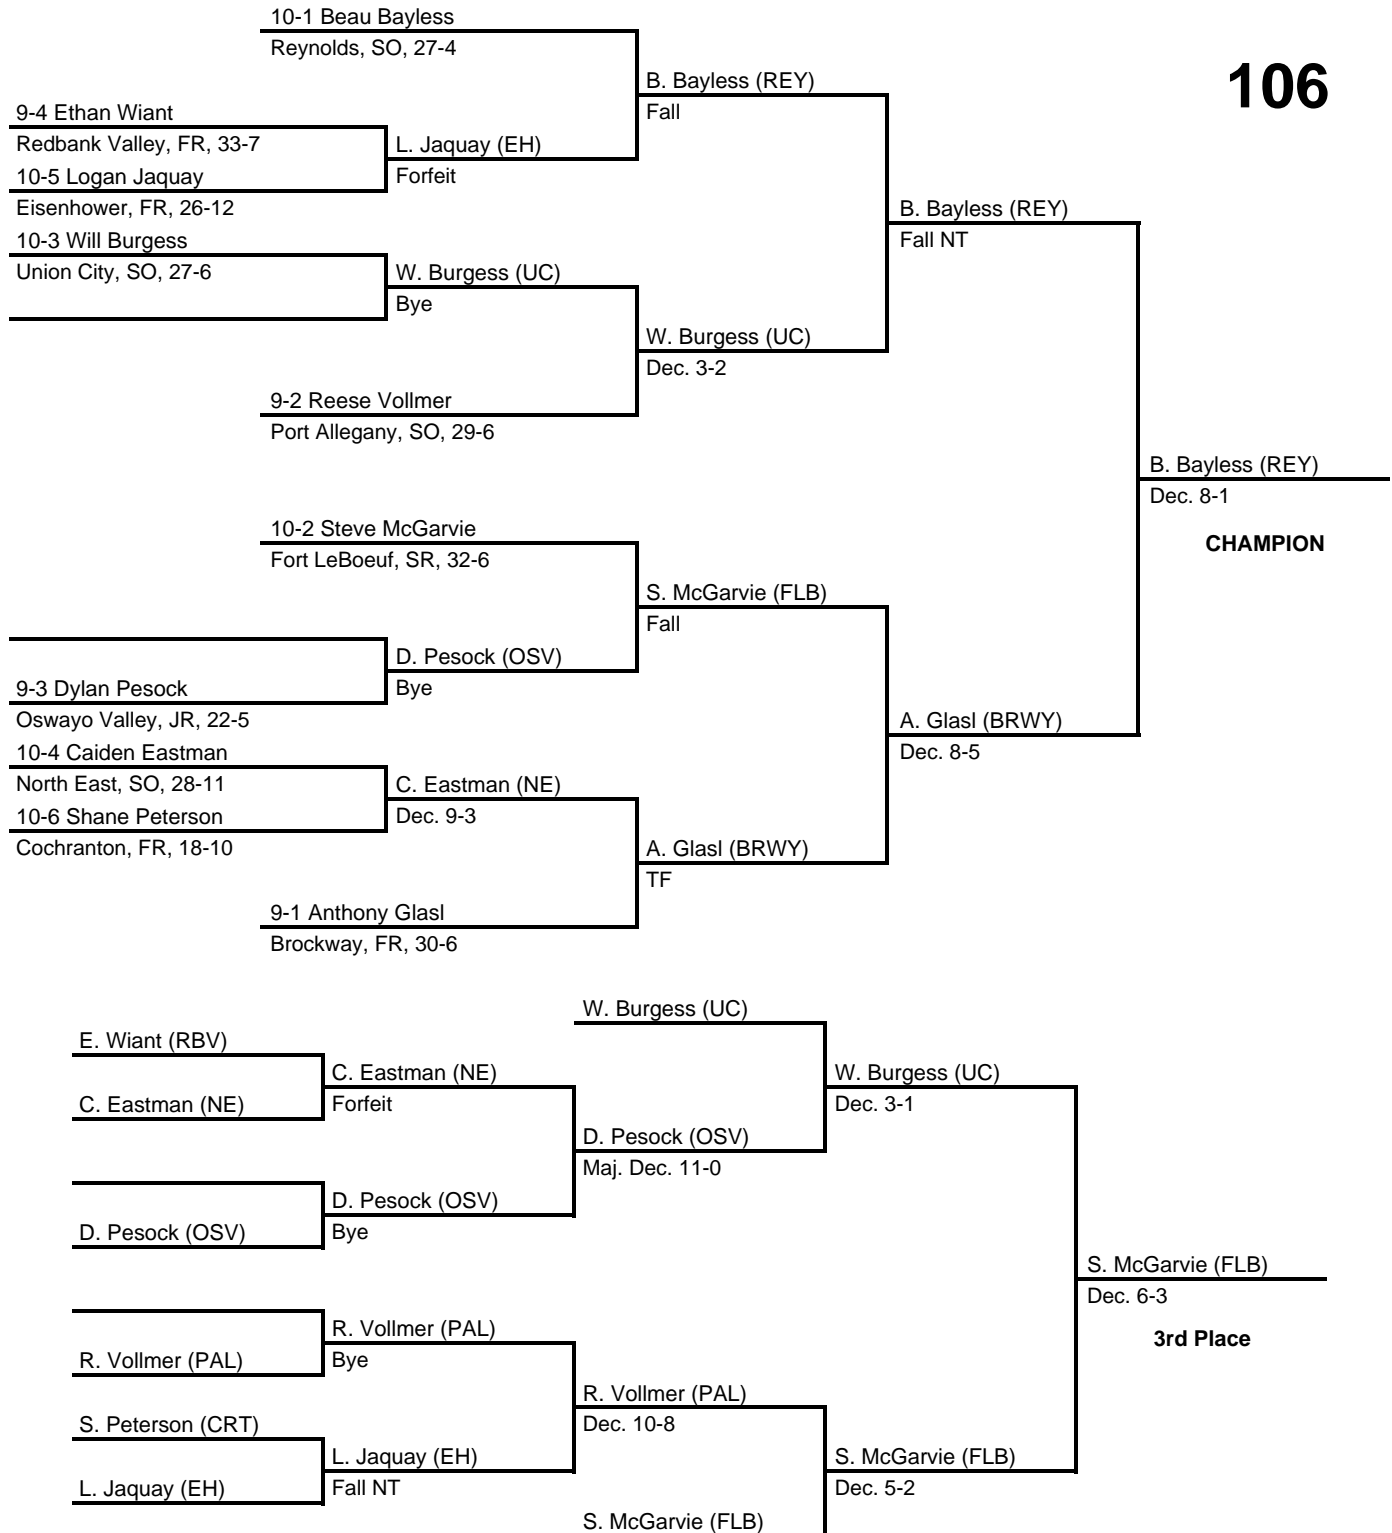 10-1 Beau Bayless
Reynolds, SO, 27-4
106
B. Bayless (REY)
Fall
9-4 Ethan Wiant
Redbank Valley, FR, 33-7
L. Jaquay (EH)
Forfeit
10-5 Logan Jaquay
Eisenhower, FR, 26-12
B. Bayless (REY)
Fall NT
10-3 Will Burgess
Union City, SO, 27-6
W. Burgess (UC)
Bye
W. Burgess (UC)
Dec. 3-2
9-2 Reese Vollmer
Port Allegany, SO, 29-6
B. Bayless (REY)
Dec. 8-1
CHAMPION
10-2 Steve McGarvie
Fort LeBoeuf, SR, 32-6
S. McGarvie (FLB)
Fall
D. Pesock (OSV)
Bye
9-3 Dylan Pesock
Oswayo Valley, JR, 22-5
A. Glasl (BRWY)
Dec. 8-5
10-4 Caiden Eastman
North East, SO, 28-11
C. Eastman (NE)
Dec. 9-3
10-6 Shane Peterson
Cochranton, FR, 18-10
A. Glasl (BRWY)
TF
9-1 Anthony Glasl
Brockway, FR, 30-6
W. Burgess (UC)
E. Wiant (RBV)
C. Eastman (NE)
Forfeit
C. Eastman (NE)
W. Burgess (UC)
Dec. 3-1
D. Pesock (OSV)
Maj. Dec. 11-0
D. Pesock (OSV)
Bye
D. Pesock (OSV)
S. McGarvie (FLB)
Dec. 6-3
3rd Place
R. Vollmer (PAL)
Bye
R. Vollmer (PAL)
R. Vollmer (PAL)
Dec. 10-8
S. Peterson (CRT)
L. Jaquay (EH)
Fall NT
L. Jaquay (EH)
S. McGarvie (FLB)
Dec. 5-2
S. McGarvie (FLB)